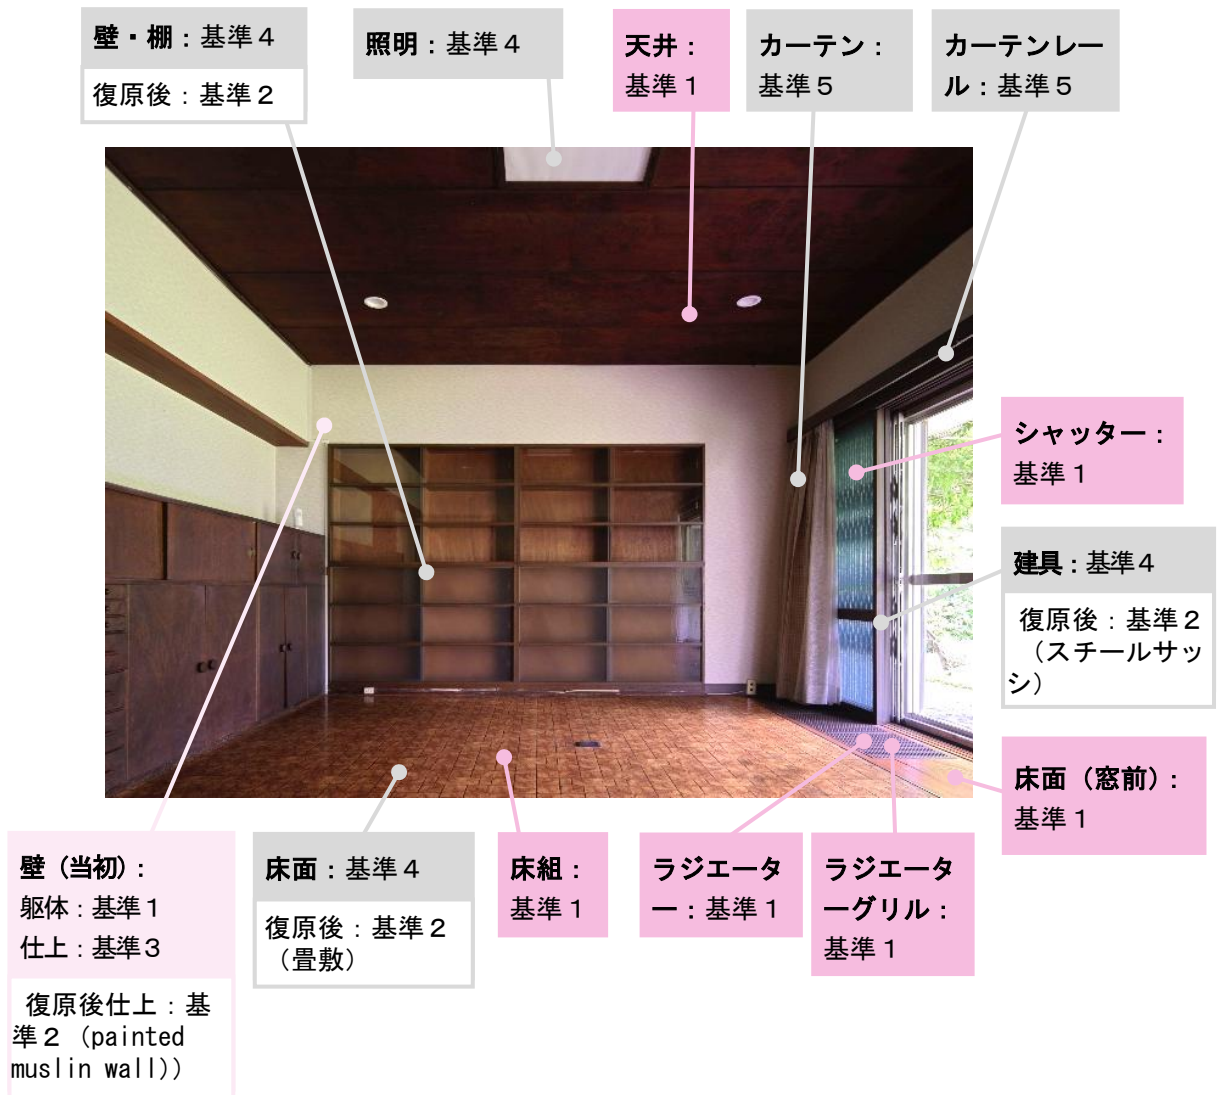 壁・棚：基準４
復原後：基準２
照明：基準４
天井：
基準１
カーテン：
基準５
カーテンレー
ル：基準５
シャッター：
基準１
建具：基準４
復原後：基準２
（スチールサッ
シ）
床面（窓前）：
基準１
壁（当初）：
躯体：基準１
仕上：基準３
復原後仕上：基
準２（painted
muslin wall））
床面：基準４
復原後：基準２
（畳敷）
床組：
基準１
ラジエータ
ー：基準１
ラジエータ
ーグリル：
基準１